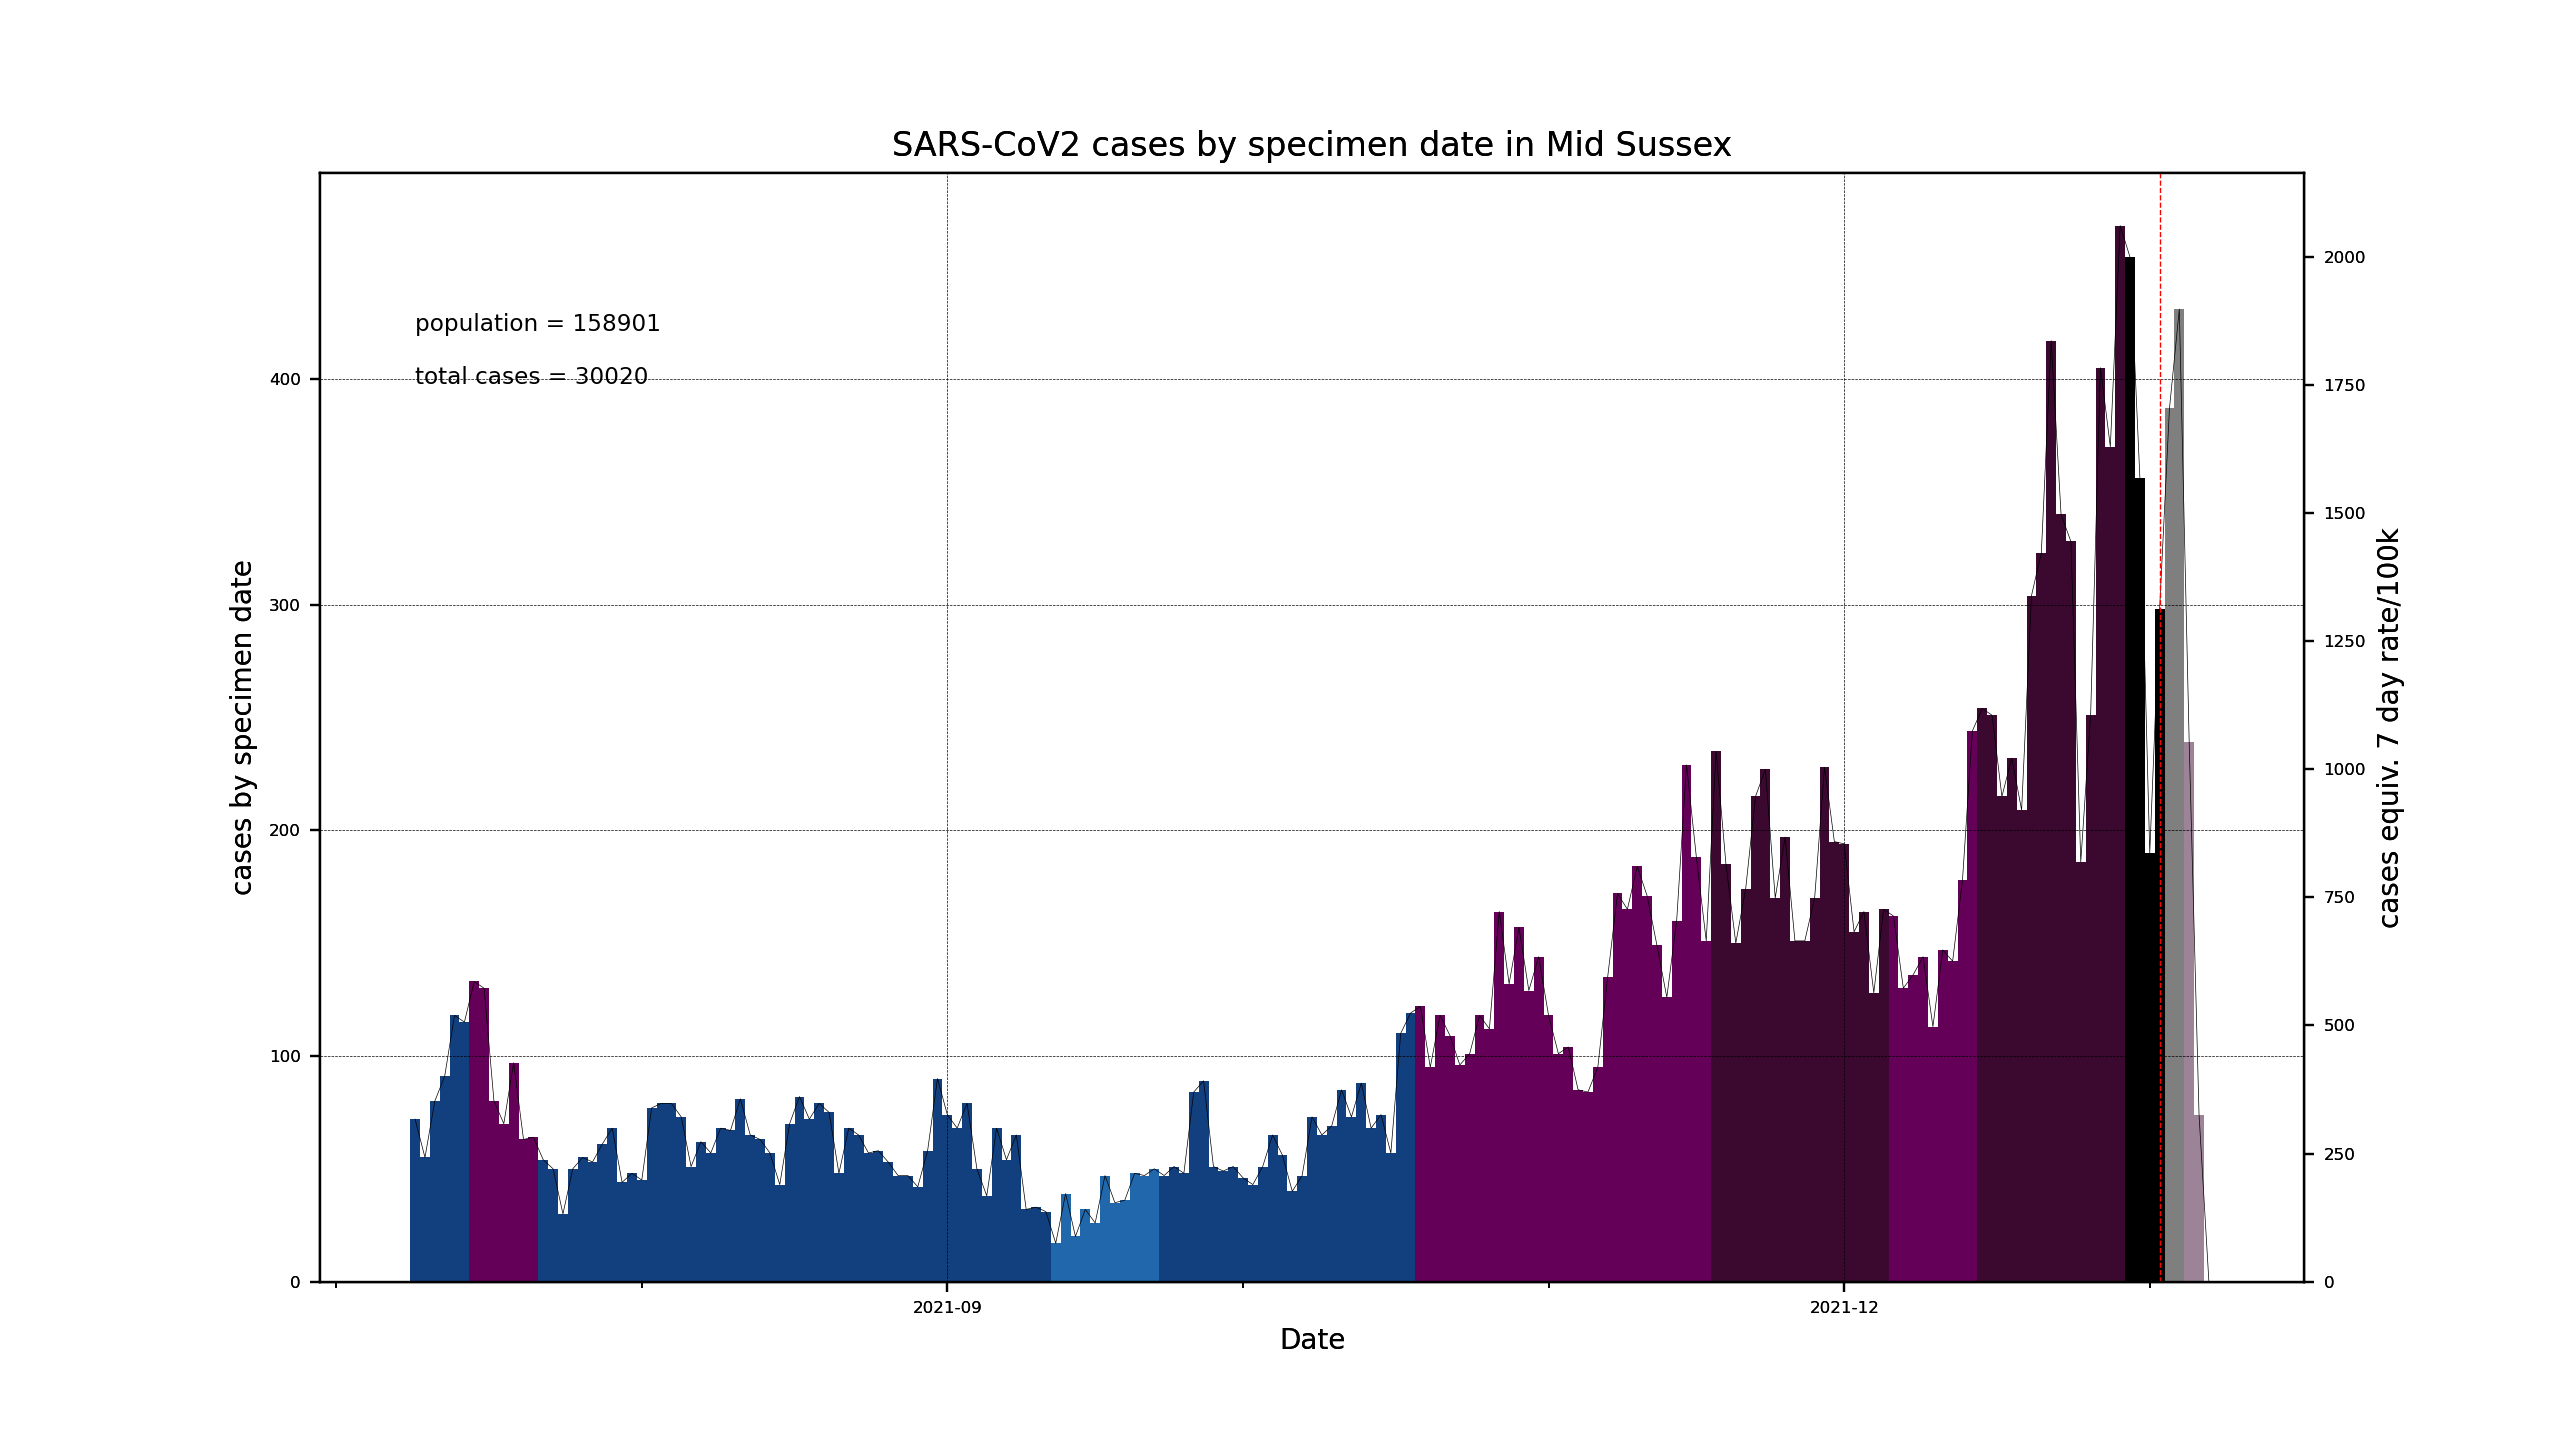 SARS-CoV2 cases by specimen date in Mid Sussex
population = 158901
total cases = 30020
cases by specimen date
400
300
200
100
0
2000
1750
1500
1250
1000
750
500
250
0
cases equiv. 7 day rate/100k
2021-09
2021-12
Date